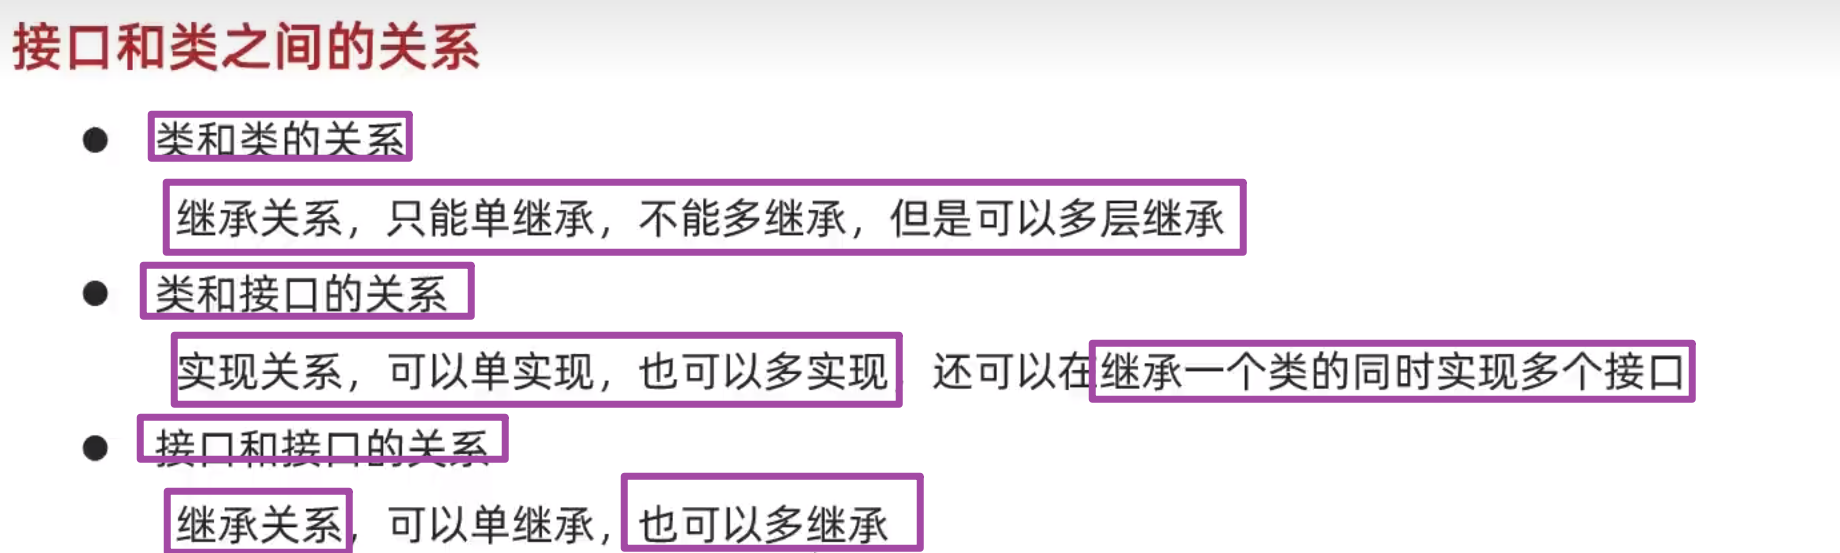 接口和类之间的关系
● 类和类的关系
继承关系，只能单继承，不能多继承，但是可以多层继承
● 类和接口的关系
实现关系，可以单实现，也可以多实现，还可以在继承一个类的同时实现多个接口
● 接口和接口的关系
继承关系，可以单继承，也可以多继承